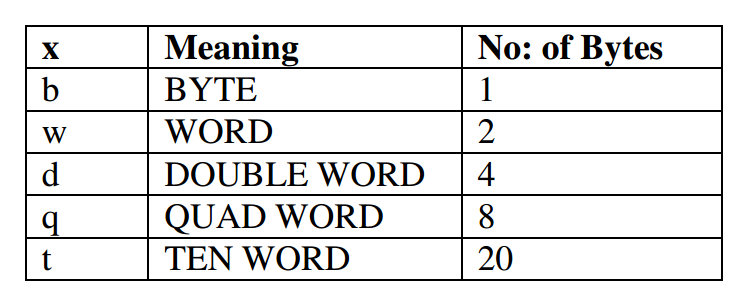 x Meaning No: of Bytes
b BYTE 1
w WORD 2
d DOUBLE WORD 4
q QUAD WORD 8
t TEN WORD 20